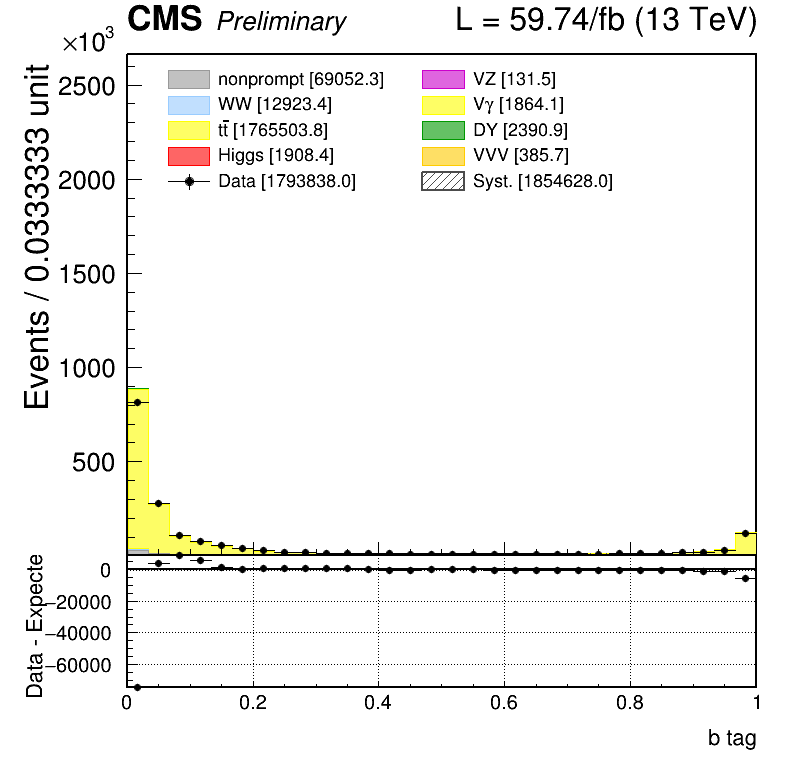 CMS Preliminary L = 59.74/fb (13 TeV)
×10³
Events / 0.0333333 unit
2500
2000
1500
1000
500
nonprompt [69052.3]
WW [12923.4]
tt̄ [1765503.8]
Higgs [1908.4]
Data [1793838.0]
VZ [131.5]
Vγ [1864.1]
DY [2390.9]
VVV [385.7]
Syst. [1854628.0]
Data - Expecte
0
−20000
−40000
−60000
0 0.2 0.4 0.6 0.8 1
b tag